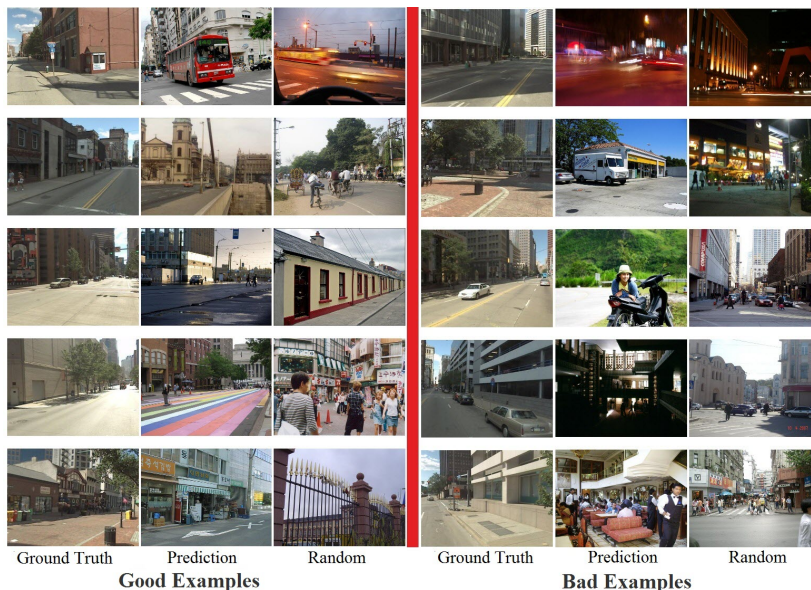 Ground Truth
Prediction
Random
Ground Truth
Prediction
Random
Good Examples
Bad Examples